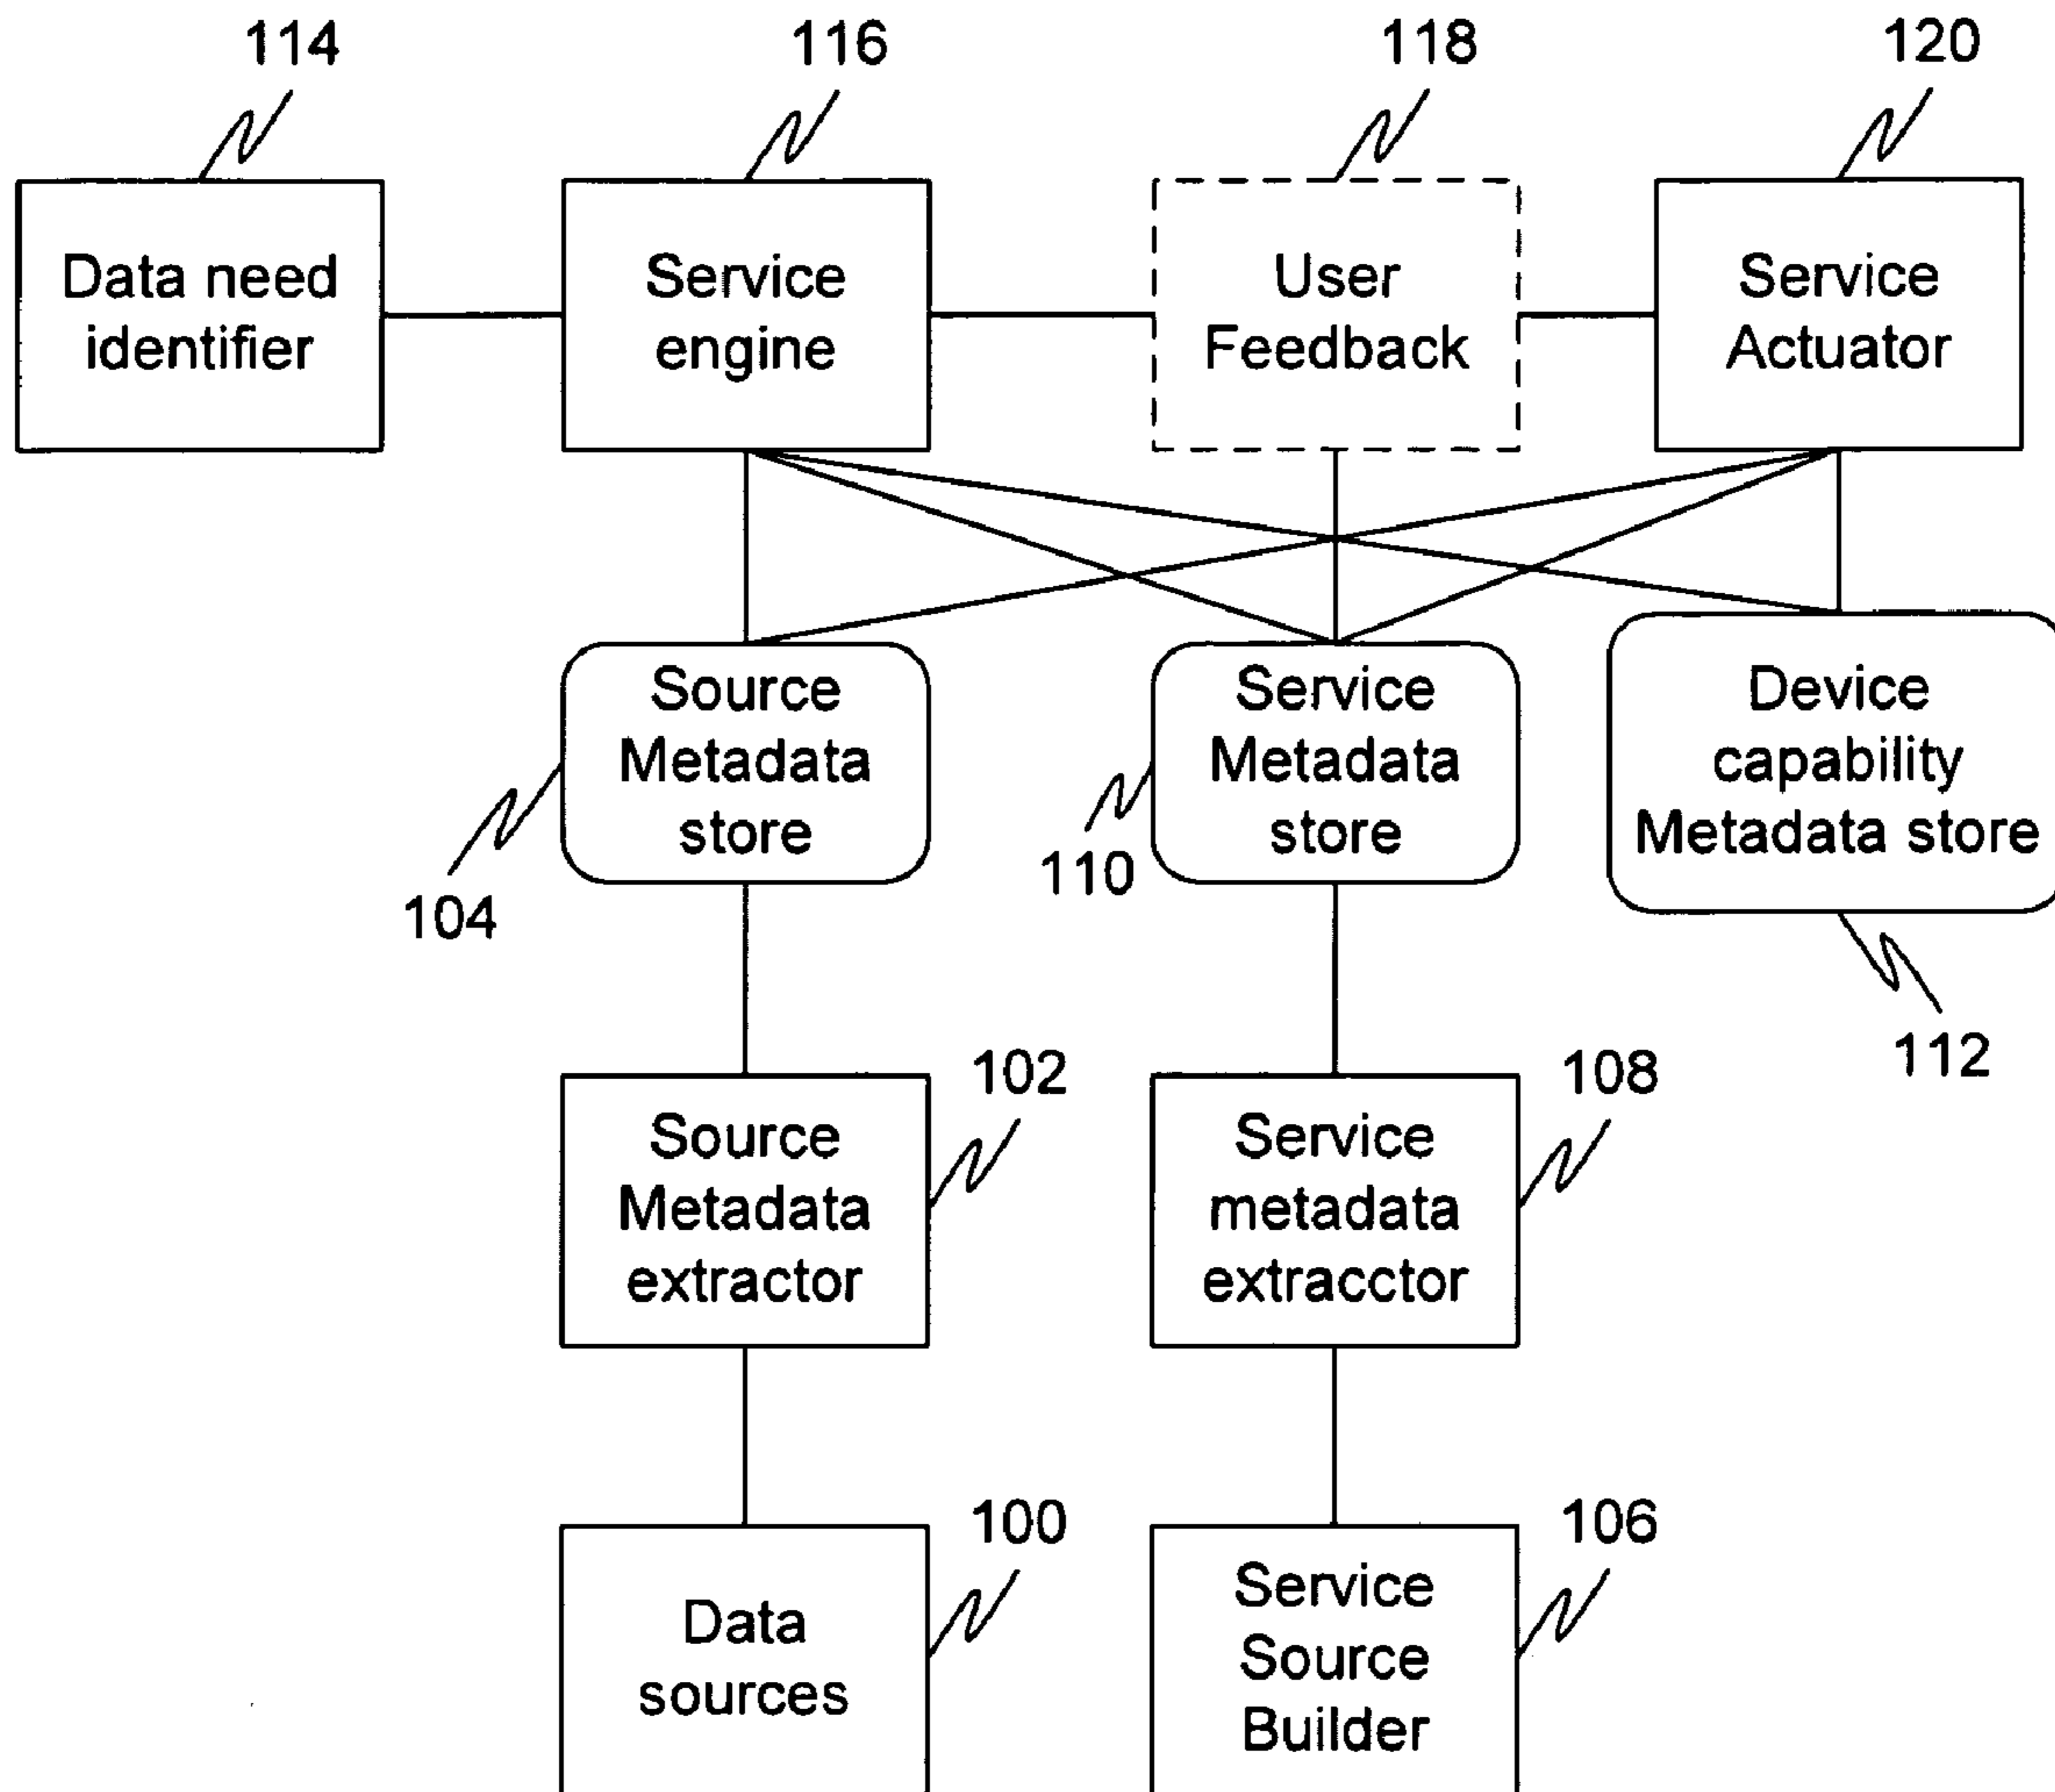 114
116
118
120
Data need
identifier
Service
engine
User
Feedback
Service
Actuator
Source
Metadata
store
Service
Metadata
store
Device
capability
Metadata store
104
110
112
102
108
Source
Metadata
extractor
Service
metadata
extracctor
100
106
Data
sources
Service
Source
Builder